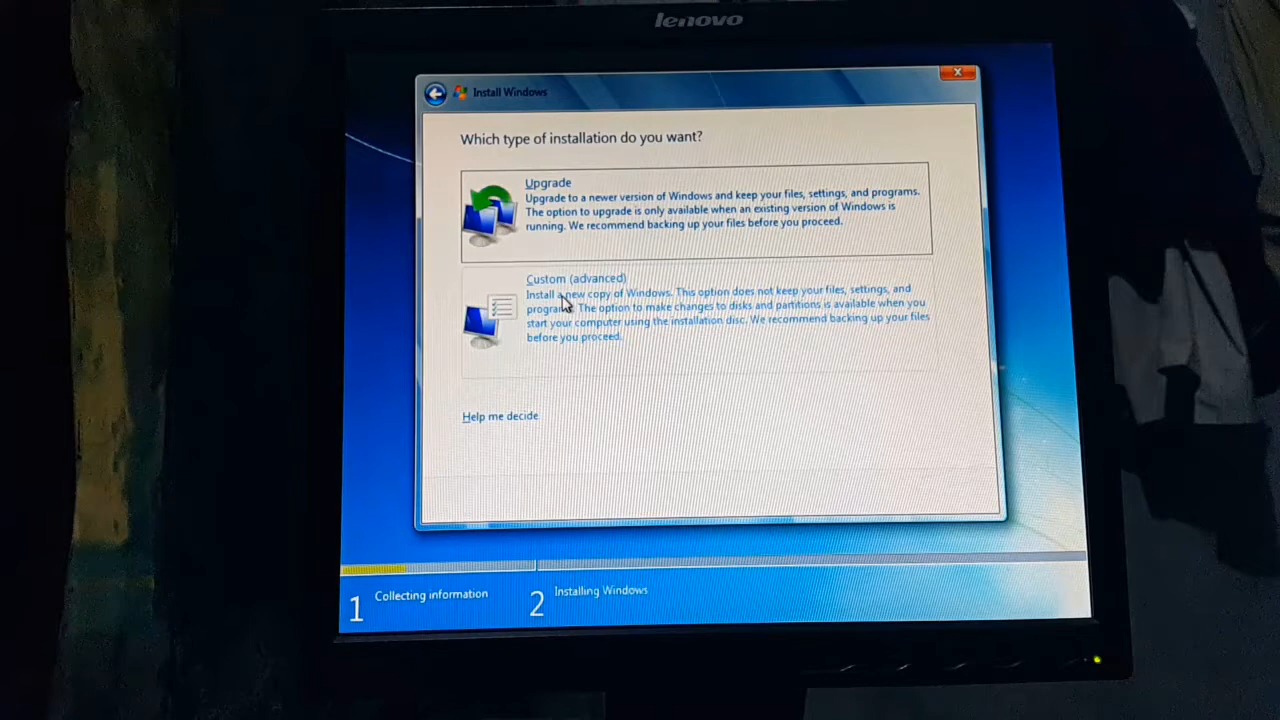 lenovo
Install Windows
Which type of installation do you want?
Upgrade
Upgrade to a newer version of Windows and keep your files, settings, and programs.
The option to upgrade is only available when an existing version of Windows is
running. We recommend backing up your files before you proceed.
Custom (advanced)
Install a new copy of Windows. This option does not keep your files, settings, and
programs. The option to make changes to disks and partitions is available when you
start your computer using the installation disc. We recommend backing up your files
before you proceed.
Help me decide
1 Collecting information
2 Installing Windows